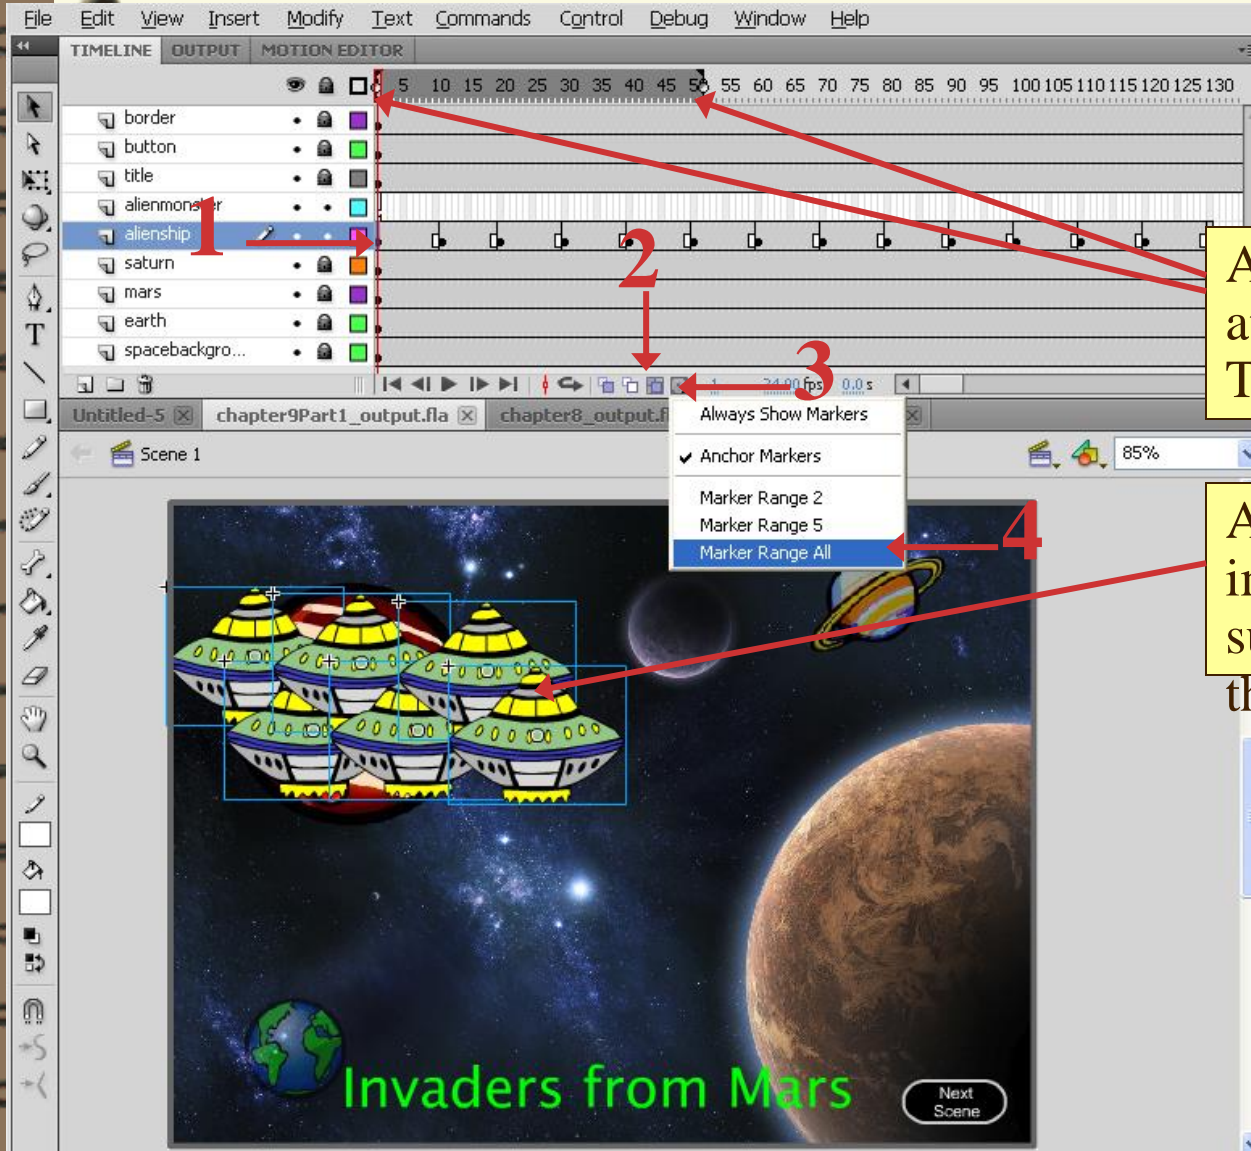 File Edit View Insert Modify Text Commands Control Debug Window Help
TIMELINE OUTPUT MOTION EDITOR
5 10 15 20 25 30 35 40 45 50 55 60 65 70 75 80 85 90 95 100 105 110 115 120 125 130
border
button
title
alienmonster
alienship
1
saturn
2
mars
earth
spacebackgro...
3
24.00 fps 0.0 s
Untitled-5 chapter9Part1_output.fla chapter8_output.fl
Always Show Markers
Scene 1
Anchor Markers
85%
Marker Range 2
Marker Range 5
Marker Range All
4
A
T
A
th
Invaders from Mars
Next
Scene